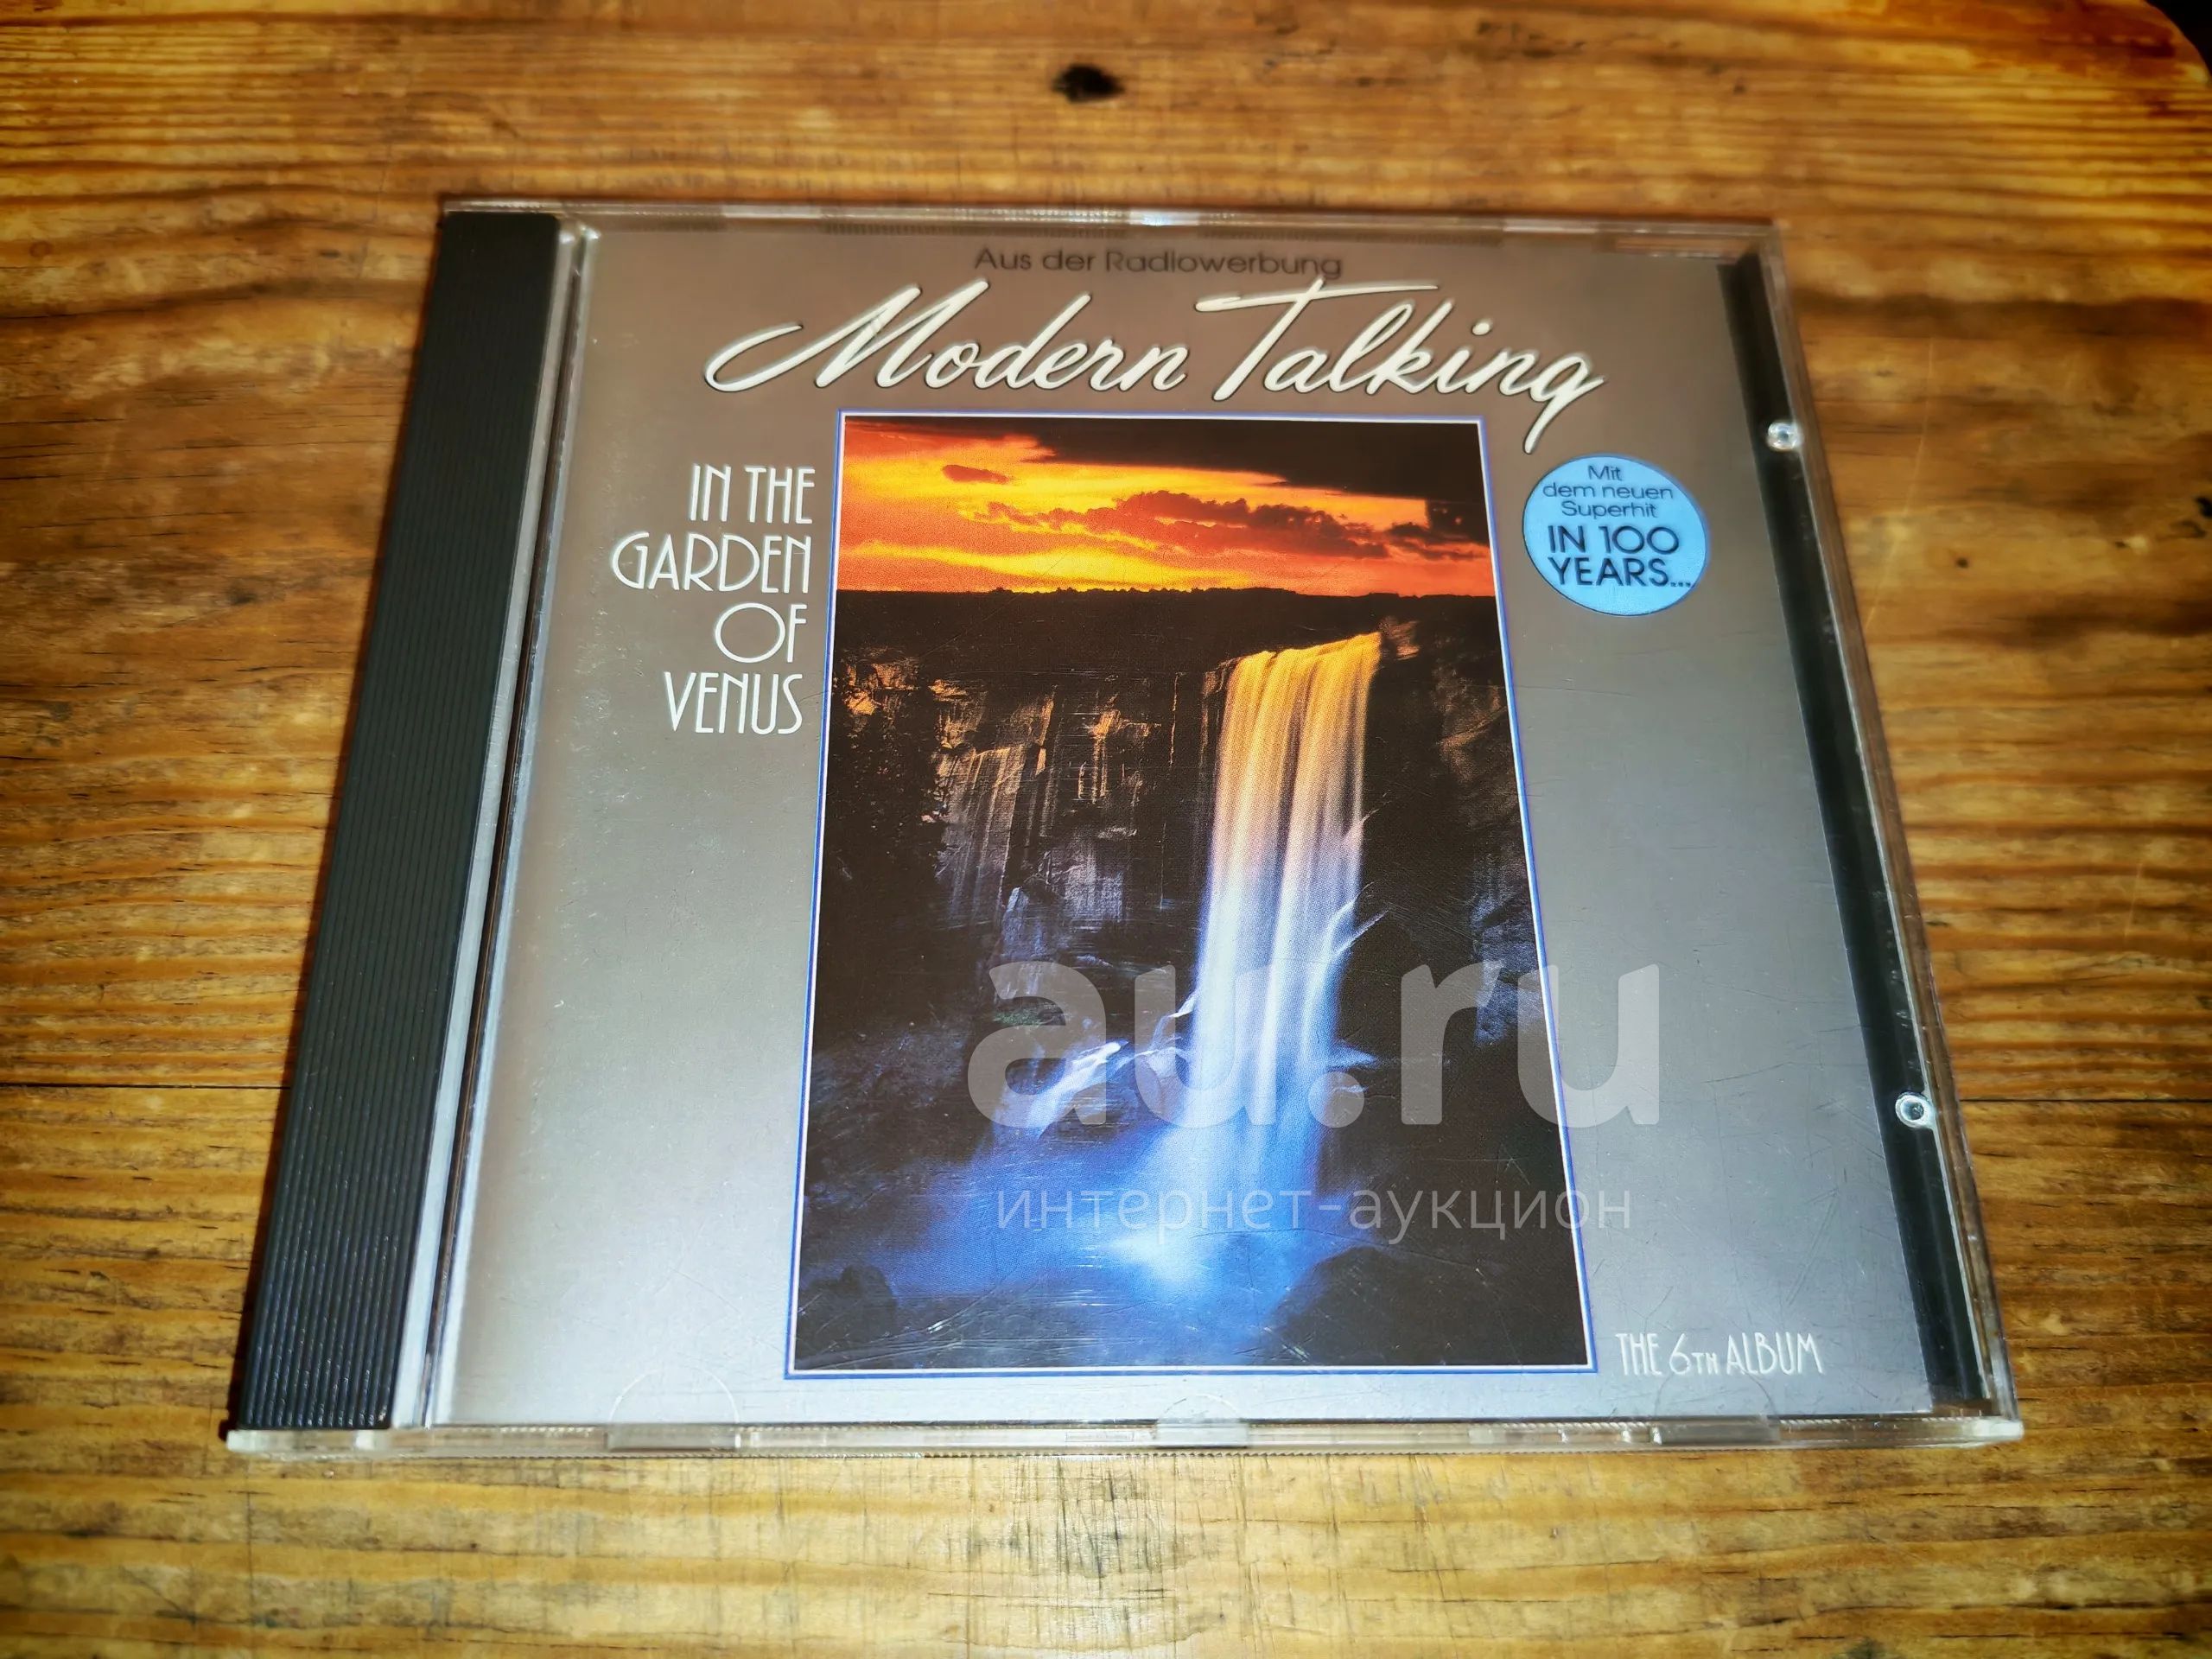 Aus der Radiowerbung
Modern Talking
IN THE
GARDEN
OF
VENUS
Mit
dem neuen
Superhit
IN 100
YEARS...
au.ru
интернет-аукцион
THE 6TH ALBUM